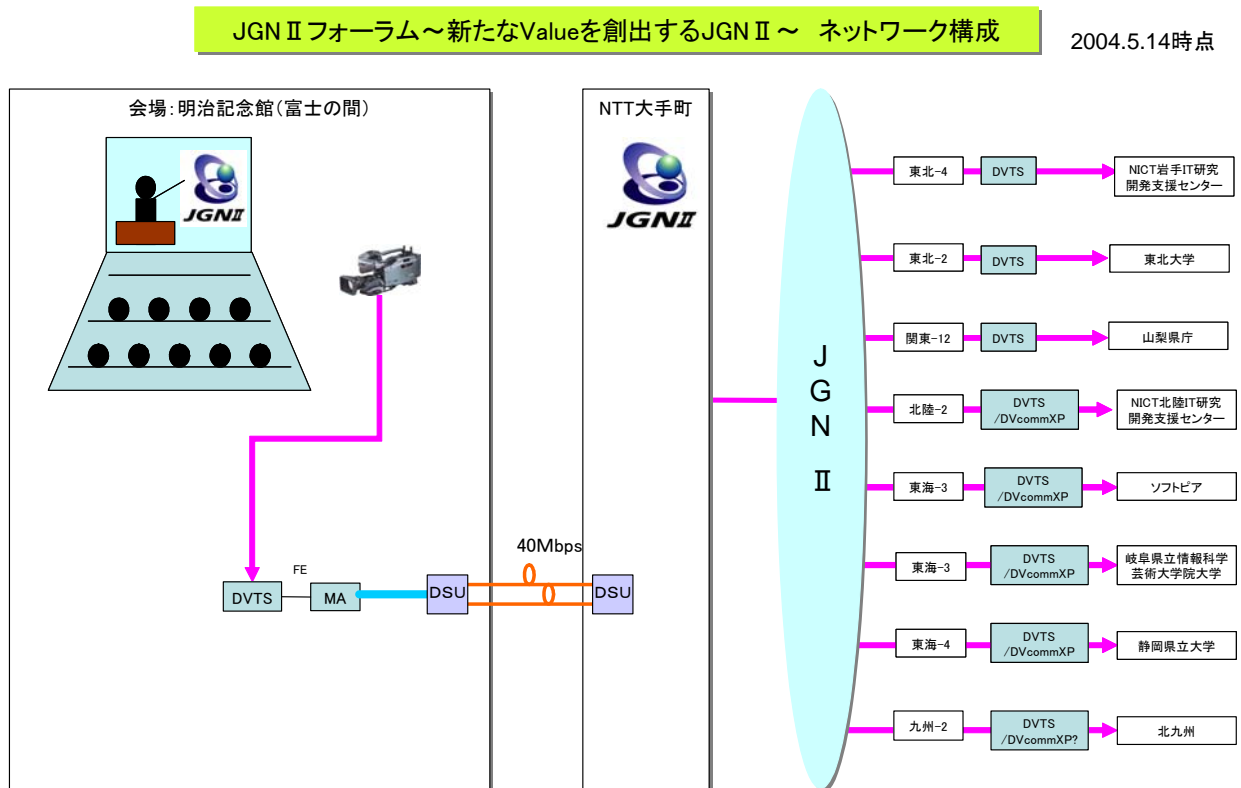 JGNⅡフォーラム～新たなValueを創出するJGNⅡ～ ネットワーク構成
2004.5.14時点
会場：明治記念館（富士の間）
JGNⅡ
FE
DVTS
MA
DSU
40Mbps
NTT大手町
JGNⅡ
DSU
JGN Ⅱ
東北-4
DVTS
NICT岩手IT研究
開発支援センター
東北-2
DVTS
東北大学
関東-12
DVTS
山梨県庁
北陸-2
DVTS
/DVcommXP
NICT北陸IT研究
開発支援センター
東海-3
DVTS
/DVcommXP
ソフトピア
東海-3
DVTS
/DVcommXP
岐阜県立情報科学
芸術大学院大学
東海-4
DVTS
/DVcommXP
静岡県立大学
九州-2
DVTS
/DVcommXP?
北九州